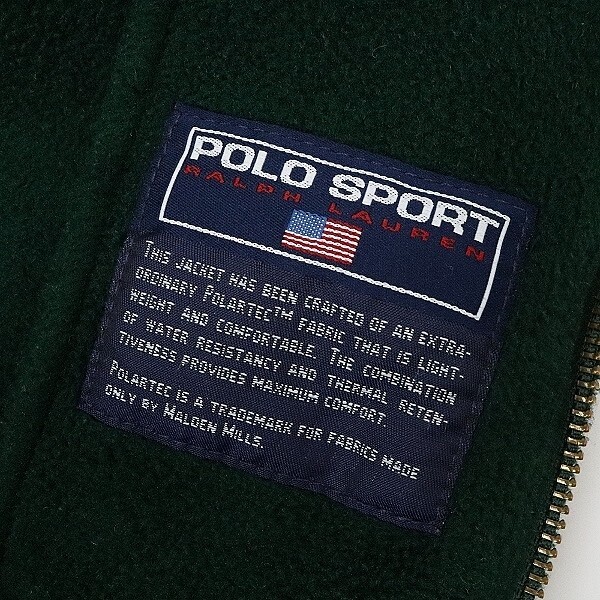 POLO SPORT
RALPH LAUREN
THIS JACKET HAS BEEN CRAFTED OF AN EXTRA-
ORDINARY POLARTEC™ FABRIC THAT IS LIGHT-
WEIGHT AND COMFORTABLE. THE COMBINATION
OF WATER RESISTANCY AND THERMAL RETEN-
TIVENESS PROVIDES MAXIMUM COMFORT.
POLARTEC IS A TRADEMARK FOR FABRICS MADE
ONLY BY MALDEN MILLS.